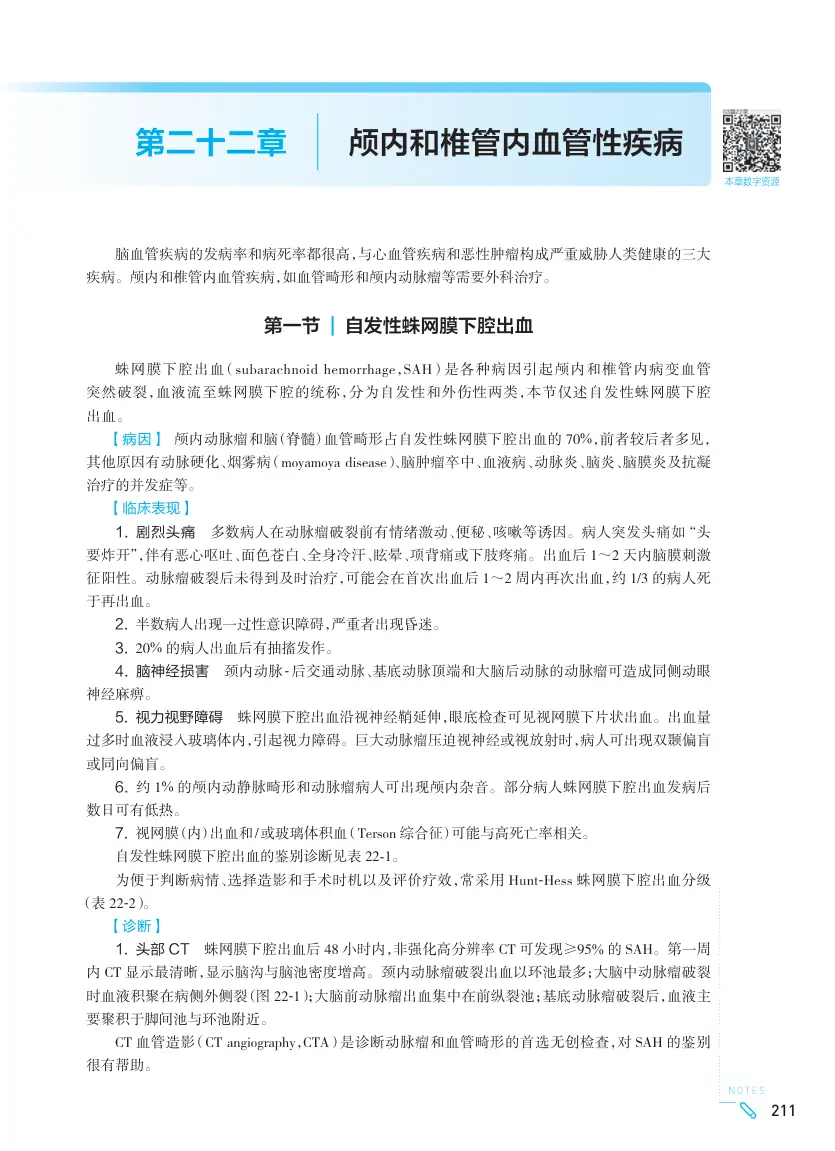 第二十二章 颅内和椎管内血管性疾病
本章数字资源
脑血管疾病的发病率和病死率都很高,与心血管疾病和恶性肿瘤构成严重威胁人类健康的三大
疾病。颅内和椎管内血管疾病,如血管畸形和颅内动脉瘤等需要外科治疗。
第一节 | 自发性蛛网膜下腔出血
蛛网膜下腔出血(subarachnoid hemorrhage,SAH)是各种病因引起颅内和椎管内病变血管
突然破裂,血液流至蛛网膜下腔的统称,分为自发性和外伤性两类,本节仅述自发性蛛网膜下腔
出血。
【病因】 颅内动脉瘤和脑(脊髓)血管畸形占自发性蛛网膜下腔出血的 70%,前者较后者多见,
其他原因有动脉硬化、烟雾病(moyamoya disease)、脑肿瘤卒中、血液病、动脉炎、脑炎、脑膜炎及抗凝
治疗的并发症等。
【临床表现】
1. 剧烈头痛 多数病人在动脉瘤破裂前有情绪激动、便秘、咳嗽等诱因。病人突发头痛如“头
要炸开”,伴有恶心呕吐、面色苍白、全身冷汗、眩晕、项背痛或下肢疼痛。出血后 1~2 天内脑膜刺激
征阳性。动脉瘤破裂后未得到及时治疗,可能会在首次出血后 1~2 周内再次出血,约 1/3 的病人死
于再出血。
2. 半数病人出现一过性意识障碍,严重者出现昏迷。
3. 20% 的病人出血后有抽搐发作。
4. 脑神经损害 颈内动脉-后交通动脉、基底动脉顶端和大脑后动脉的动脉瘤可造成同侧动眼
神经麻痹。
5. 视力视野障碍 蛛网膜下腔出血沿视神经鞘延伸,眼底检查可见视网膜下片状出血。出血量
过多时血液浸入玻璃体内,引起视力障碍。巨大动脉瘤压迫视神经或视放射时,病人可出现双颞偏盲
或同向偏盲。
6. 约 1% 的颅内动静脉畸形和动脉瘤病人可出现颅内杂音。部分病人蛛网膜下腔出血发病后
数日可有低热。
7. 视网膜(内)出血和/或玻璃体积血(Terson 综合征)可能与高死亡率相关。
自发性蛛网膜下腔出血的鉴别诊断见表 22-1。
为便于判断病情、选择造影和手术时机以及评价疗效,常采用 Hunt-Hess 蛛网膜下腔出血分级
(表 22-2)。
【诊断】
1. 头部 CT 蛛网膜下腔出血后 48 小时内,非强化高分辨率 CT 可发现≥95% 的 SAH。第一周
内 CT 显示最清晰,显示脑沟与脑池密度增高。颈内动脉瘤破裂出血以环池最多;大脑中动脉瘤破裂
时血液积聚在病侧外侧裂(图 22-1);大脑前动脉瘤出血集中在前纵裂池;基底动脉瘤破裂后,血液主
要聚积于脚间池与环池附近。
CT 血管造影(CT angiography,CTA)是诊断动脉瘤和血管畸形的首选无创检查,对 SAH 的鉴别
很有帮助。
NOTES
211